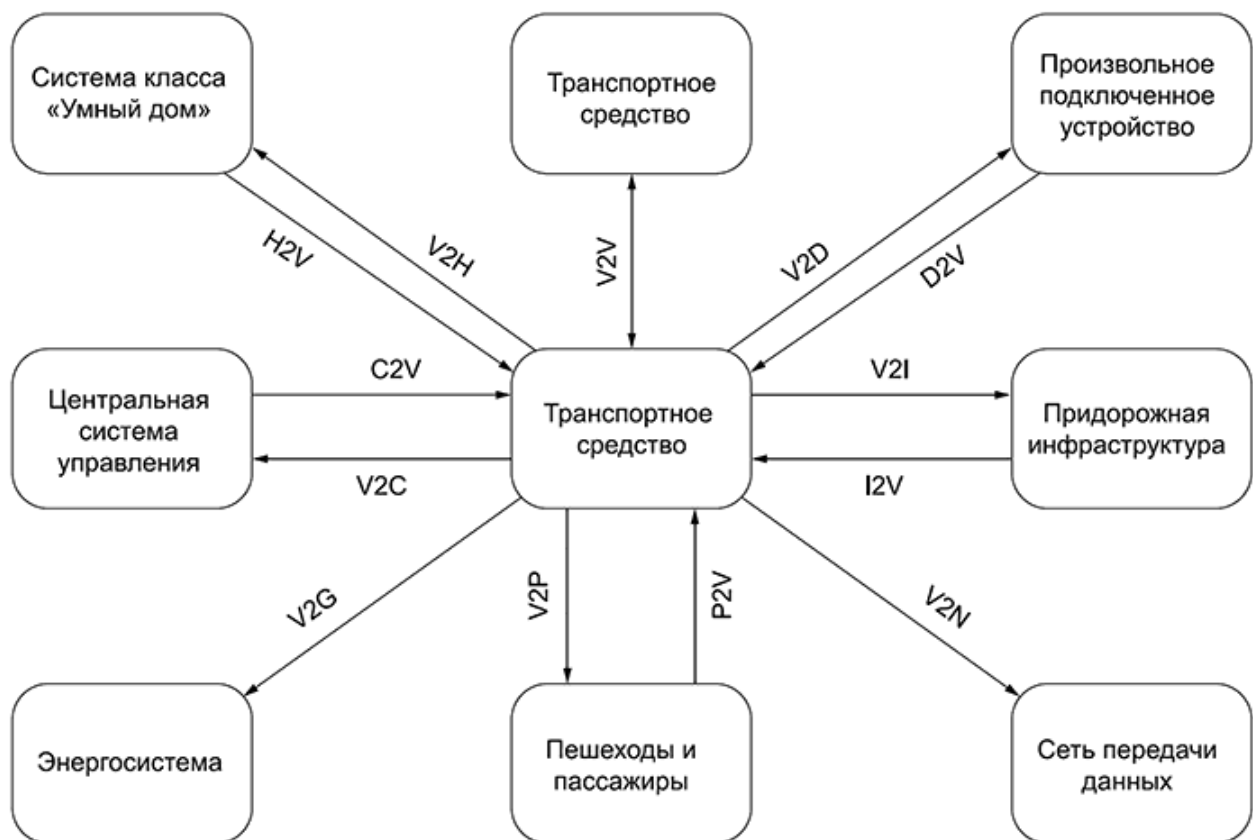 Система класса
«Умный дом»
Транспортное
средство
Произвольное
подключенное
устройство
H2V
V2H
V2V
V2D
D2V
Центральная
система
управления
C2V
V2C
Транспортное
средство
V2I
I2V
Придорожная
инфраструктура
V2G
V2P
P2V
V2N
Энергосистема
Пешеходы и
пассажиры
Сеть передачи
данных